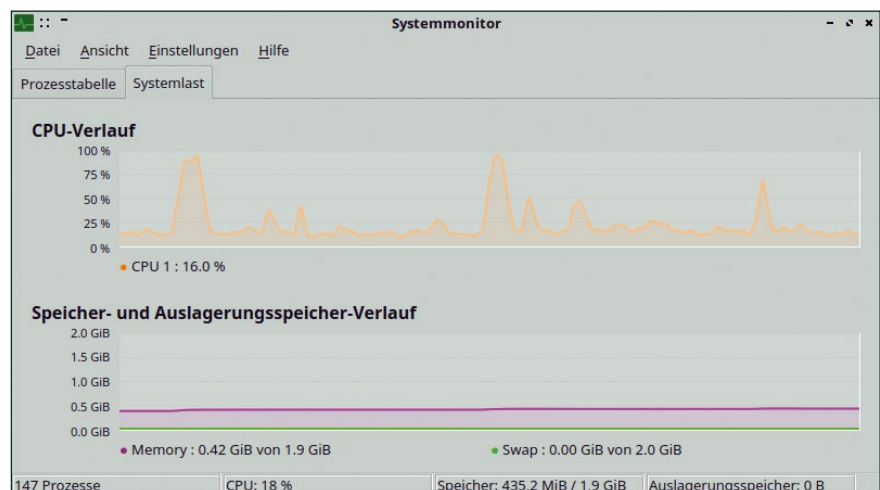 Systemmonitor
Datei Ansicht Einstellungen Hilfe
Prozesstabelle Systemlast
CPU-Verlauf
100 %
75 %
50 %
25 %
0 %
CPU 1 : 16.0 %
Speicher- und Auslagerungsspeicher-Verlauf
2.0 GiB
1.5 GiB
1.0 GiB
0.5 GiB
0.0 GiB
Memory : 0.42 GiB von 1.9 GiB Swap : 0.00 GiB von 2.0 GiB
147 Prozesse CPU: 18 % Speicher: 435.2 MiB / 1.9 GiB Auslagerungsspeicher: 0 B